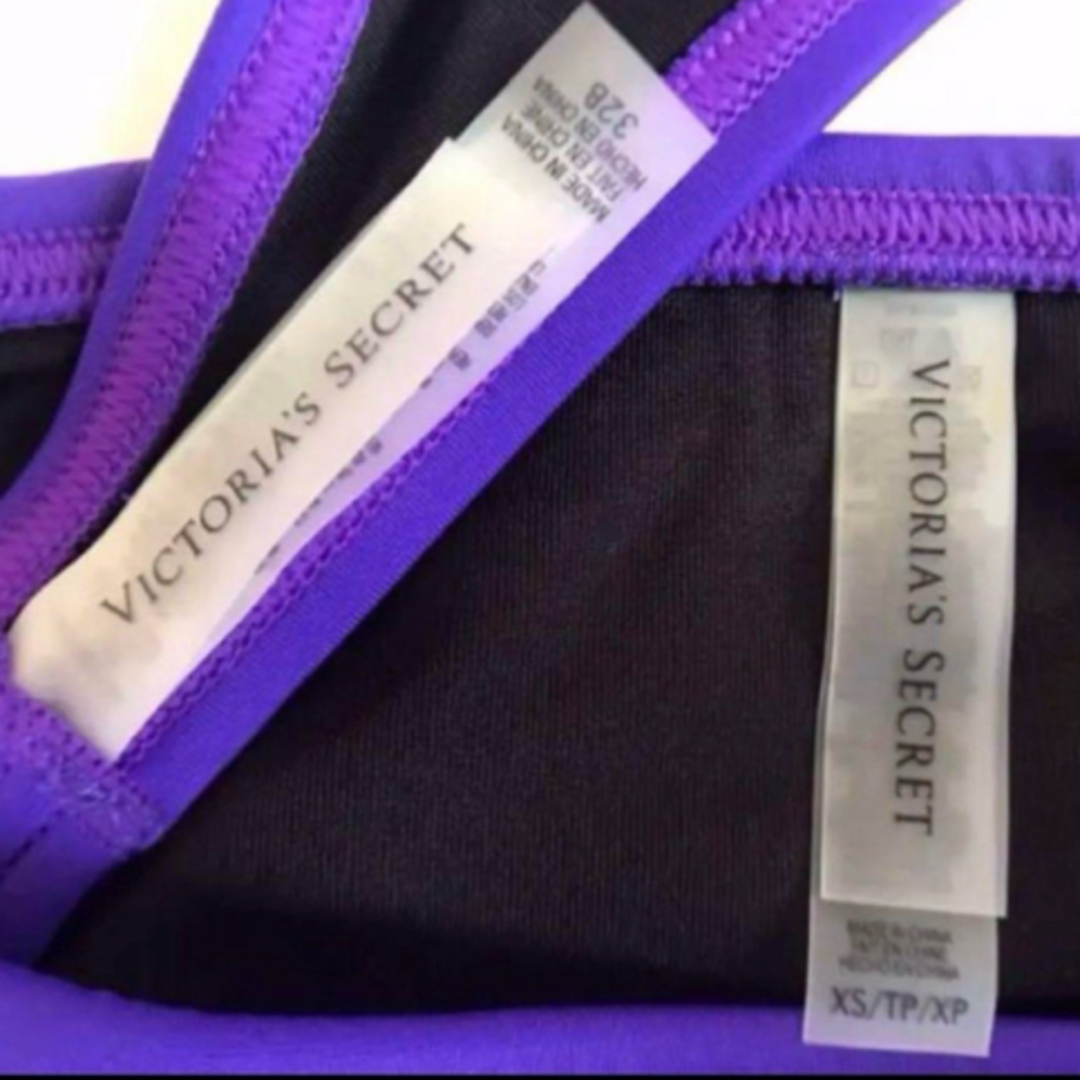 VICTORIA'S SECRET
MADE IN CHINA
FAIT EN CHINE
HECHO EN CHINA
32B
VICTORIA'S SECRET
MADE IN CHINA
FAIT EN CHINE
HECHO EN CHINA
XS/TP/XP